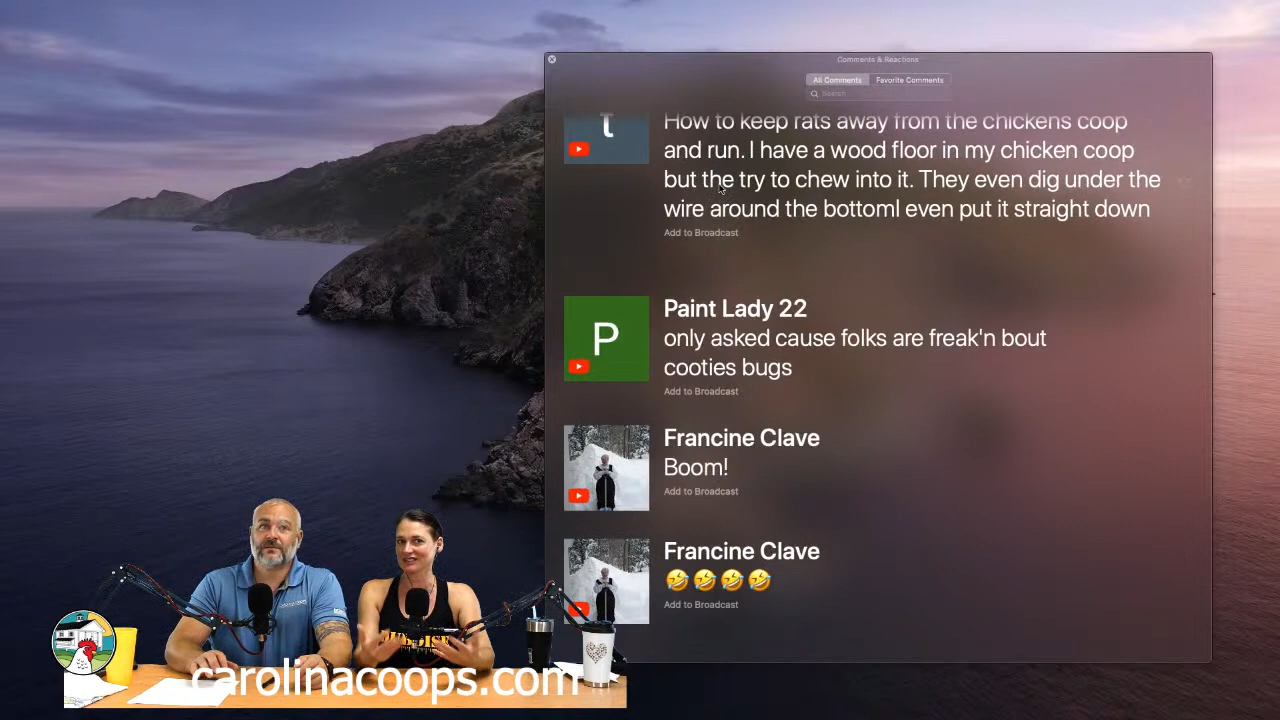 Comments & Reactions
All Comments Favorite Comments
Search
t
How to keep rats away from the chickens coop
and run. I have a wood floor in my chicken coop
but the try to chew into it. They even dig under the
wire around the bottomI even put it straight down
Add to Broadcast
P
Paint Lady 22
only asked cause folks are freak'n bout
cooties bugs
Add to Broadcast
Francine Clave
Boom!
Add to Broadcast
Francine Clave
🤣🤣🤣🤣
Add to Broadcast
carolinacoops.com